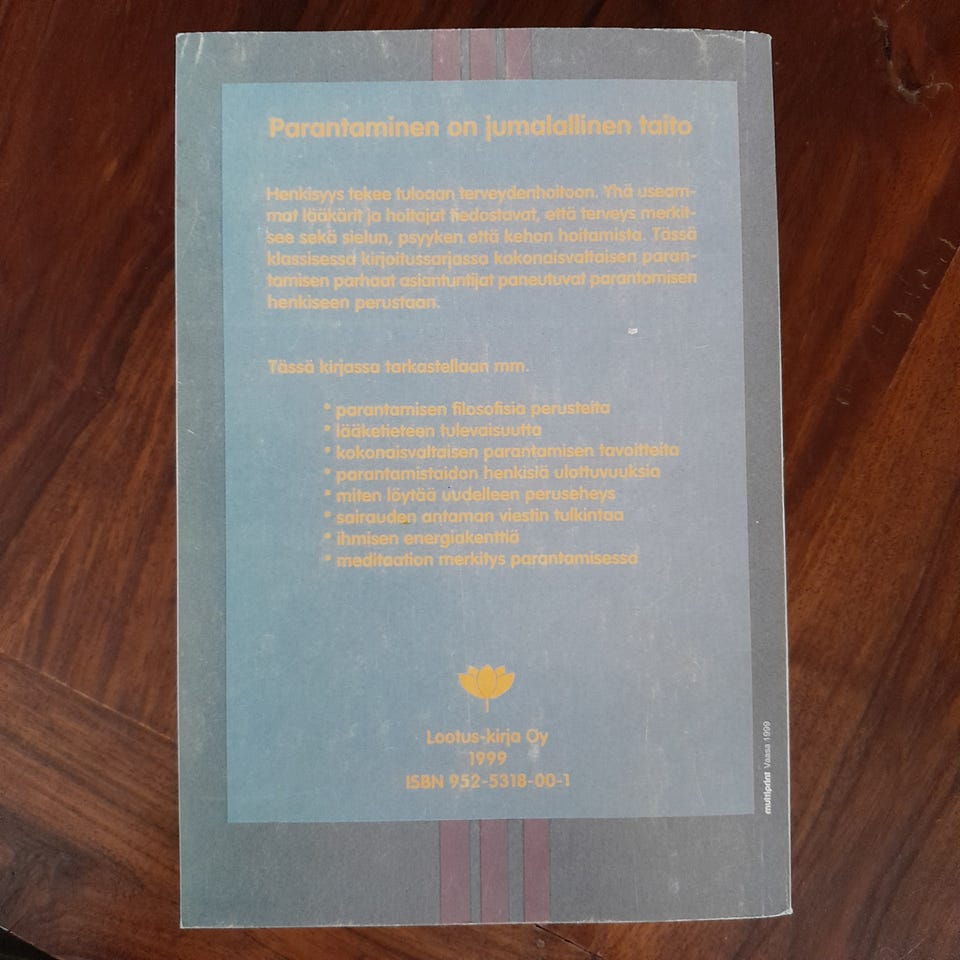 Parantaminen on jumalallinen taito
Henkisyys tekee tuloaan terveydenhoitoon. Yhä useam-
mat lääkärit ja hoitajat tiedostavat, että terveys merkit-
see sekä sielun, psyyken että kehon hoitamista. Tässä
klassisessa kirjoitussarjassa kokonaisvaltaisen paran-
tamisen parhaat asiantuntijat paneutuvat parantamisen
henkiseen perustaan.
Tässä kirjassa tarkastellaan mm.
* parantamisen filosofisia perusteita
* lääketieteen tulevaisuutta
* kokonaisvaltaisen parantamisen tavoitteita
* parantamistaidon henkisiä ulottuvuuksia
* miten löytää uudelleen peruseheys
* sairauden antaman viestin tulkintaa
* ihmisen energiakenttiä
* meditaation merkitys parantamisessa
Lootus-kirja Oy
1999
ISBN 952-5318-00-1
multiprint Vaasa 1999